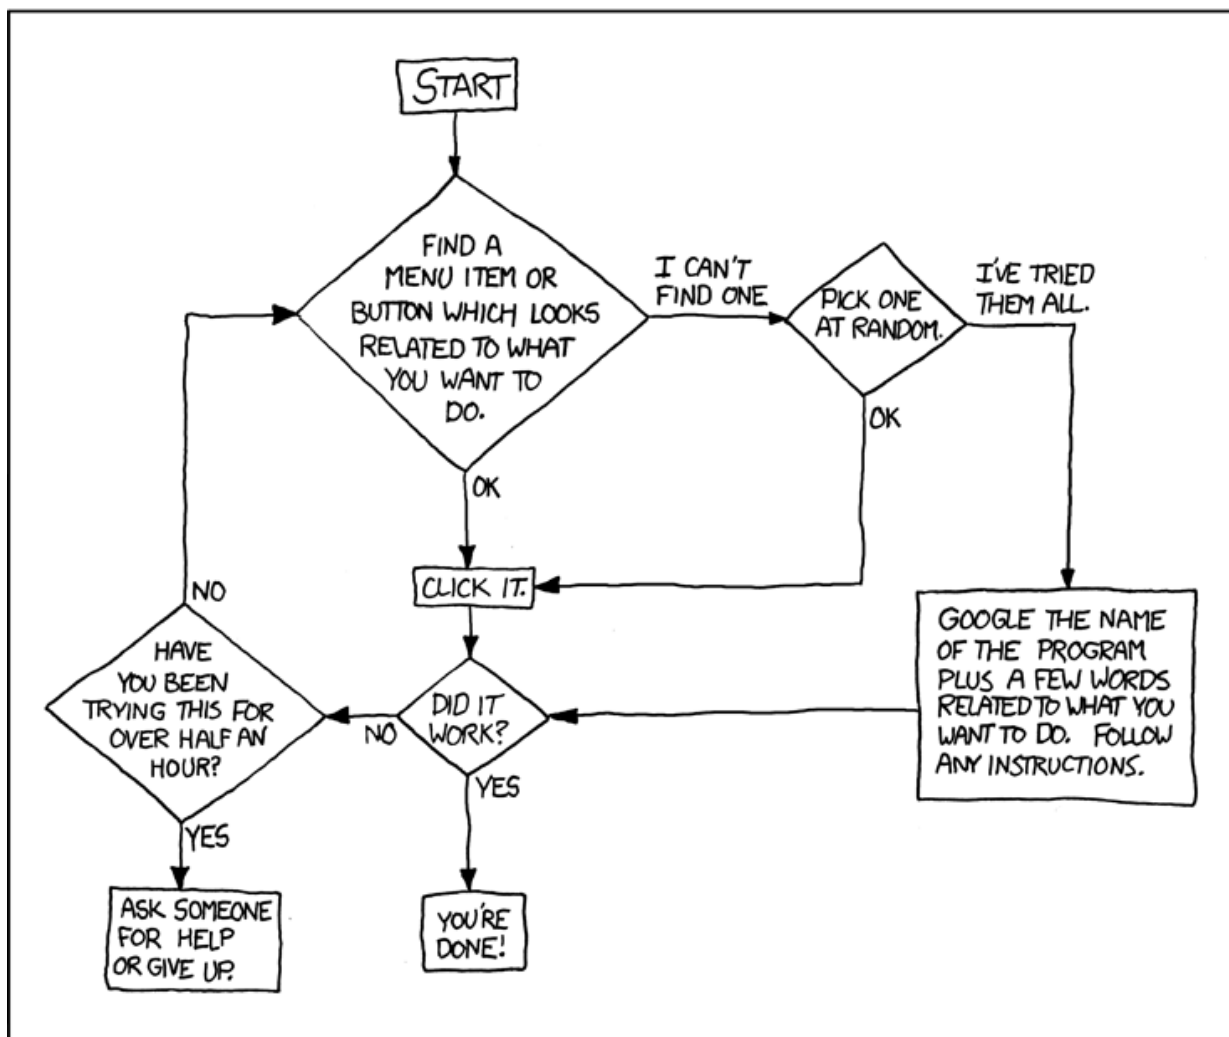 START
FIND A
MENU ITEM OR
BUTTON WHICH LOOKS
RELATED TO WHAT
YOU WANT TO
DO.
I CAN'T
FIND ONE
PICK ONE
AT RANDOM.
I'VE TRIED
THEM ALL.
OK
OK
CLICK IT.
NO
HAVE
YOU BEEN
TRYING THIS FOR
OVER HALF AN
HOUR?
NO
DID IT
WORK?
GOOGLE THE NAME
OF THE PROGRAM
PLUS A FEW WORDS
RELATED TO WHAT YOU
WANT TO DO. FOLLOW
ANY INSTRUCTIONS.
YES
YES
ASK SOMEONE
FOR HELP
OR GIVE UP.
YOU'RE
DONE!